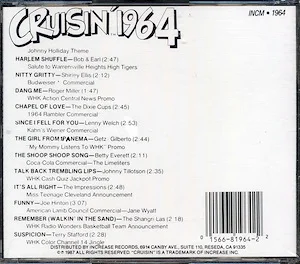 CRUISIN' 1964
INCM • 1964
Johnny Holliday Theme
HARLEM SHUFFLE—Bob & Earl (2:47)
Salute to Warrensville Heights High Tigers
NITTY GRITTY—Shirley Ellis (2:12)
Budweiser Commercial
DANG ME—Roger Miller (1:47)
WHK Action Central News Promo
CHAPEL OF LOVE—The Dixie Cups (2:45)
1964 Rambler Commercial
SINCE I FELL FOR YOU—Lenny Welch (2:53)
Kahn's Wiener Commercial
THE GIRL FROM IPANEMA—Getz/Gilberto (2:44)
"My Mommy Listens To WHK" Promo
THE SHOOP SHOOP SONG—Betty Everett (2:11)
Coca Cola Commercial—The Limeliters
TALK BACK TREMBLING LIPS—Johnny Tillotson (2:25)
WHK Cash Quiz Jackpot Promo
IT'S ALL RIGHT—The Impressions (2:48)
Miss Teenage Cleveland Announcement
FUNNY—Joe Hinton (3:07)
American Lamb Council Commercial—Jane Wyatt
REMEMBER (WALKIN' IN THE SAND)—The Shangri Las (2:18)
WHK Radio Wonders Basketball Team Announcement
SUSPICION—Terry Stafford (2:28)
WHK Color Channel 14 Jingle
0 1566-81964-2 2
DISTRIBUTED BY INCREASE RECORDS, 6914 CANBY AVE., SUITE 110, RESEDA, CA 91335
℗ 1987 ALL RIGHTS RESERVED. "CRUISIN" IS A TRADEMARK OF INCREASE RECORDS